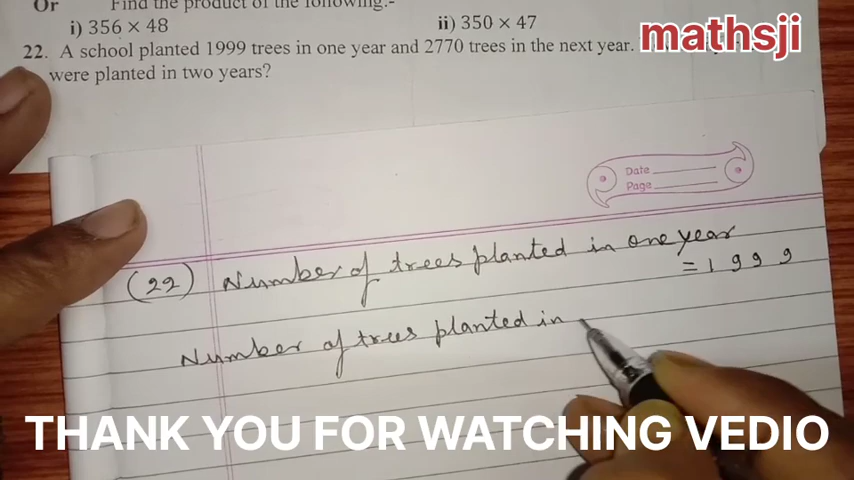 Or Find the product of the following:-
i) 356 × 48 ii) 350 × 47
mathsji
22. A school planted 1999 trees in one year and 2770 trees in the next year.
were planted in two years?
Date
Page
(22) Number of trees planted in one year
= 1999
Number of trees planted in
THANK YOU FOR WATCHING VEDIO